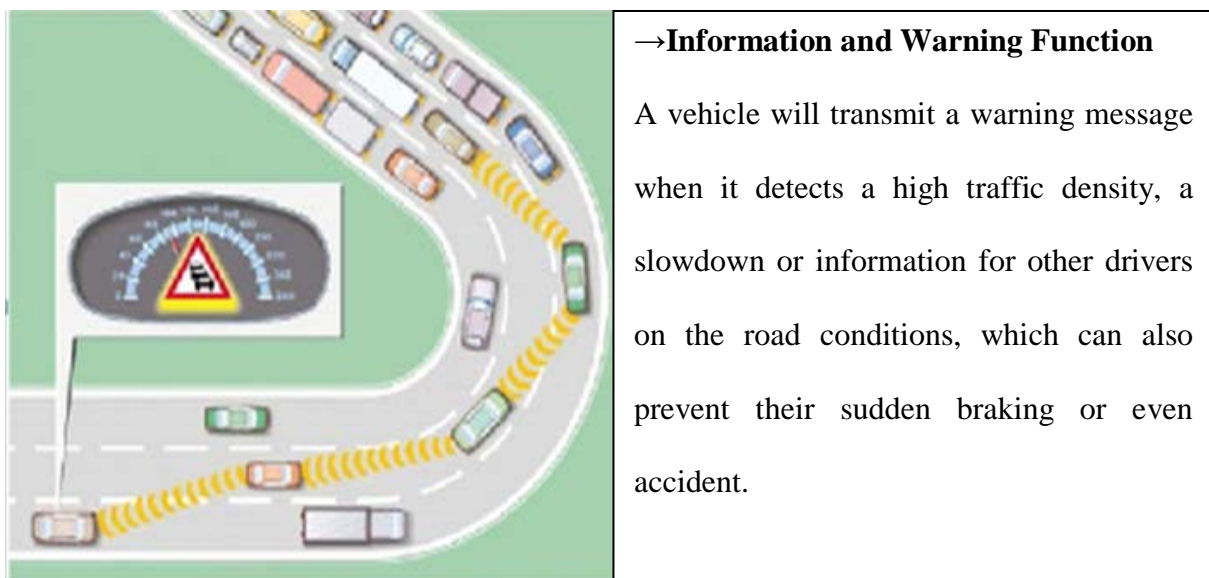 →Information and Warning Function
A vehicle will transmit a warning message
when it detects a high traffic density, a
slowdown or information for other drivers
on the road conditions, which can also
prevent their sudden braking or even
accident.